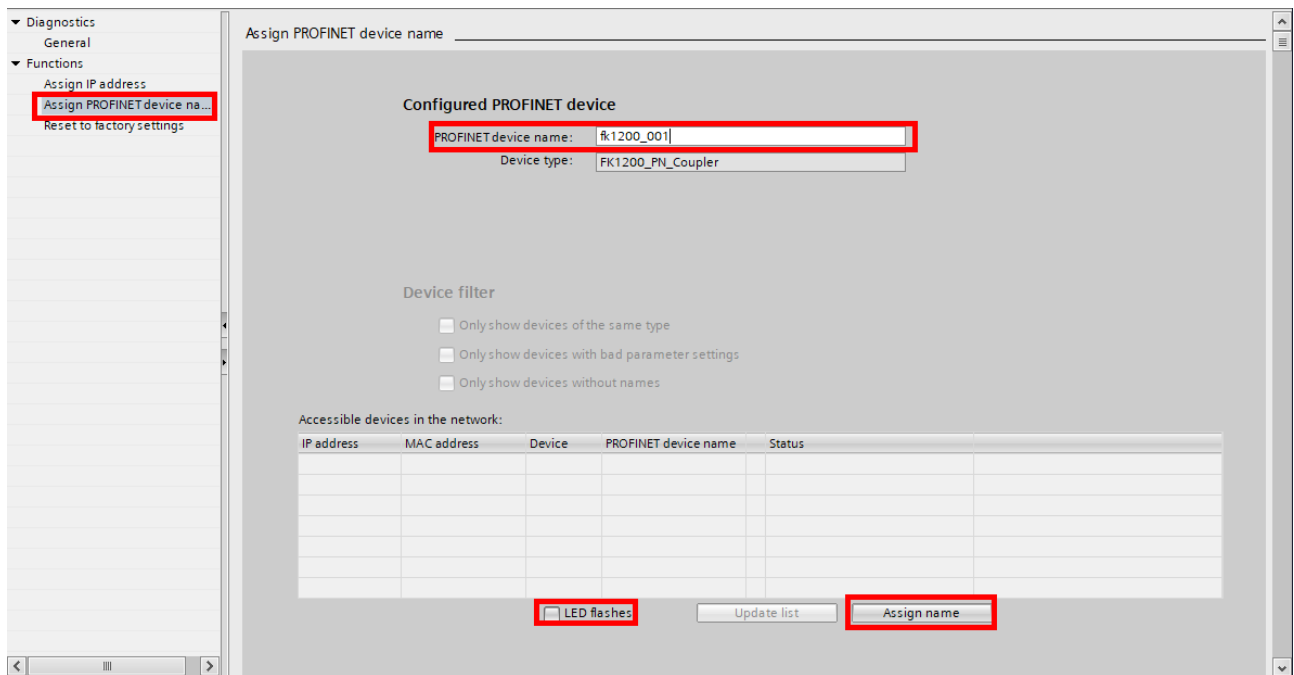 Diagnostics
General
Functions
Assign IP address
Assign PROFINET device na...
Reset to factory settings
Assign PROFINET device name
Configured PROFINET device
PROFINET device name: fk1200_001
Device type: FK1200_PN_Coupler
Device filter
Only show devices of the same type
Only show devices with bad parameter settings
Only show devices without names
Accessible devices in the network:
IP address MAC address Device PROFINET device name Status
LED flashes Update list Assign name